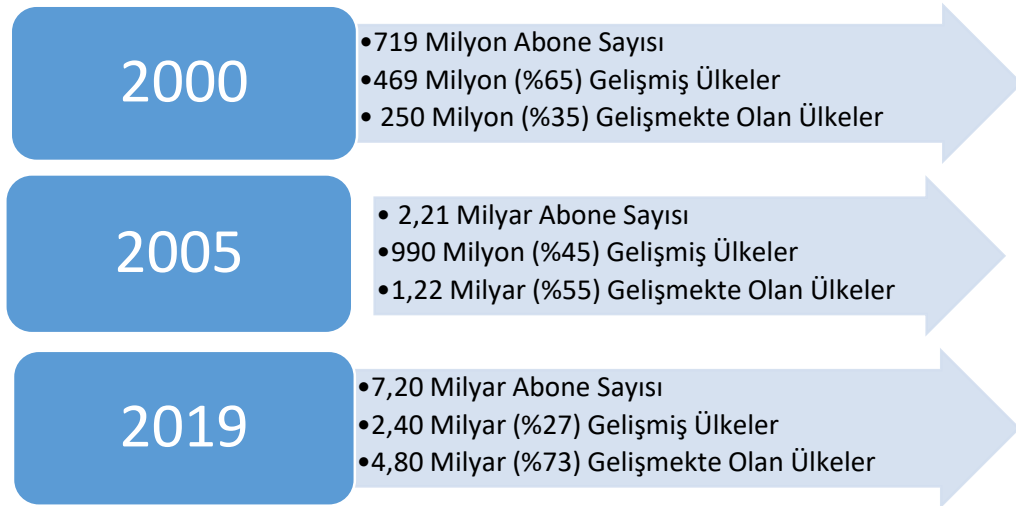 2000
•719 Milyon Abone Sayısı
•469 Milyon (%65) Gelişmiş Ülkeler
• 250 Milyon (%35) Gelişmekte Olan Ülkeler
2005
• 2,21 Milyar Abone Sayısı
•990 Milyon (%45) Gelişmiş Ülkeler
•1,22 Milyar (%55) Gelişmekte Olan Ülkeler
2019
•7,20 Milyar Abone Sayısı
•2,40 Milyar (%27) Gelişmiş Ülkeler
•4,80 Milyar (%73) Gelişmekte Olan Ülkeler